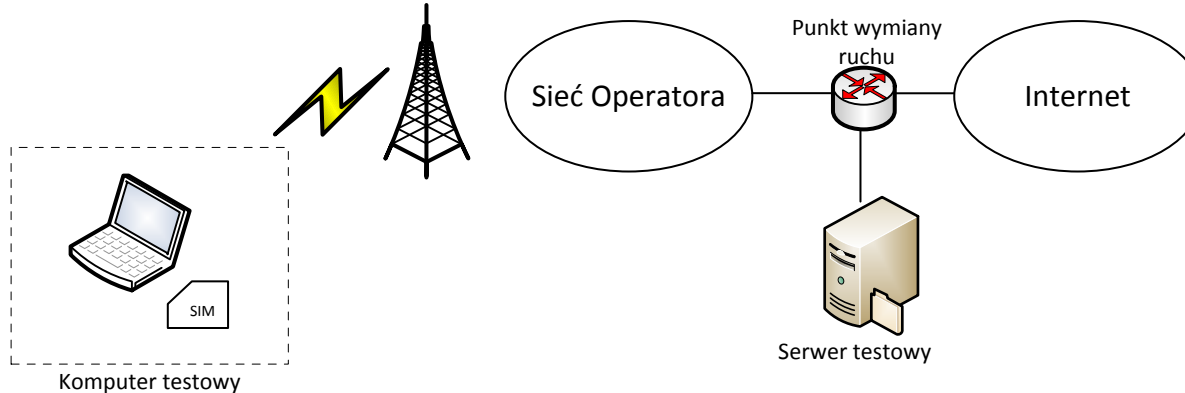 Punkt wymiany
ruchu
Sieć Operatora
Internet
SIM
Serwer testowy
Komputer testowy